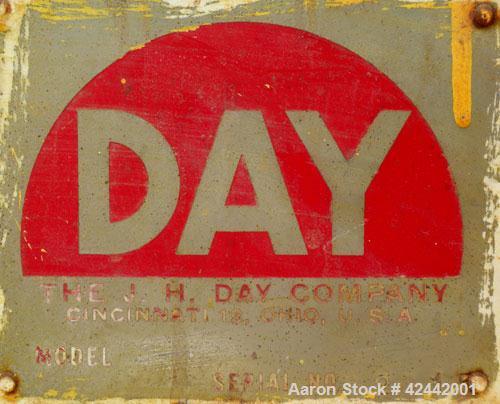 DAY
THE J. H. DAY COMPANY
CINCINNATI 12, OHIO, U.S.A.
MODEL
SERIAL NO.
Aaron Stock # 42442001